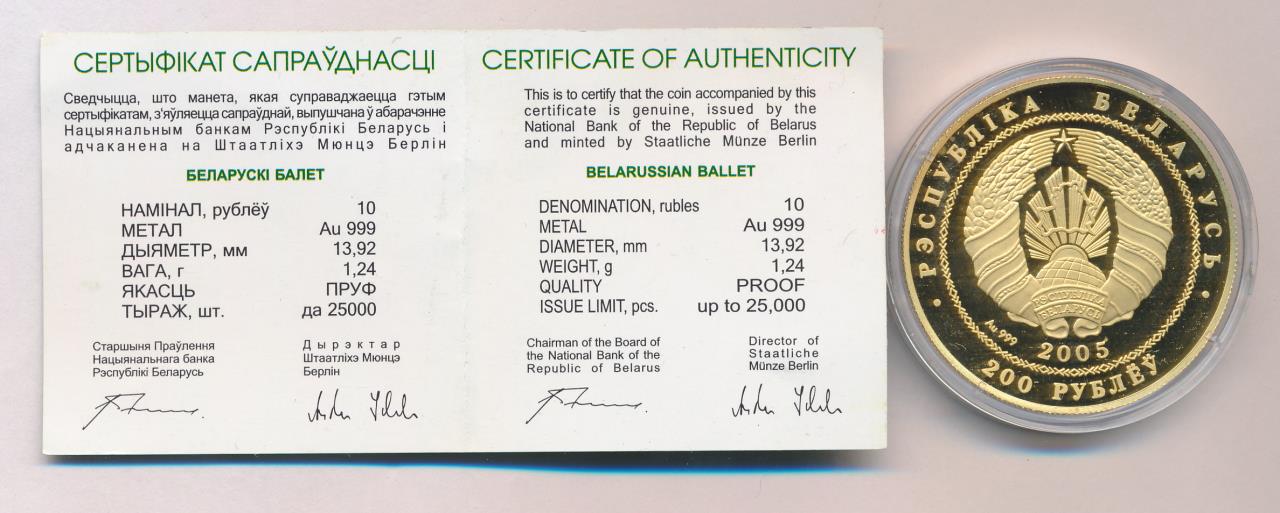 СЕРТЫФІКАТ САПРАЎДНАСЦІ
Сведчыцца, што манета, якая суправаджаецца гэтым
сертыфікатам, з'яўляецца сапраўднай, выпушчана ў абарачэнне
Нацыянальным банкам Рэспублікі Беларусь і
адчаканена на Штаатліхэ Мюнцэ Берлін
БЕЛАРУСКІ БАЛЕТ
НАМІНАЛ, рублёў 10
МЕТАЛ Au 999
ДЫЯМЕТР, мм 13,92
ВАГА, г 1,24
ЯКАСЦЬ ПРУФ
ТЫРАЖ, шт. да 25000
Старшыня Праўлення
Нацыянальнага банка
Рэспублікі Беларусь
Дырэктар
Штаатліхэ Мюнцэ
Берлін
CERTIFICATE OF AUTHENTICITY
This is to certify that the coin accompanied by this
certificate is genuine, issued by the
National Bank of the Republic of Belarus
and minted by Staatliche Münze Berlin
BELARUSSIAN BALLET
DENOMINATION, rubles 10
METAL Au 999
DIAMETER, mm 13,92
WEIGHT, g 1,24
QUALITY PROOF
ISSUE LIMIT, pcs. up to 25,000
Chairman of the Board of
the National Bank of the
Republic of Belarus
Director of
Staatliche
Münze Berlin
РЭСПУБЛІКА БЕЛАРУСЬ
РЭСПУБЛІКА
БЕЛАРУСЬ
Au 999
2005
200 РУБЛЁЎ